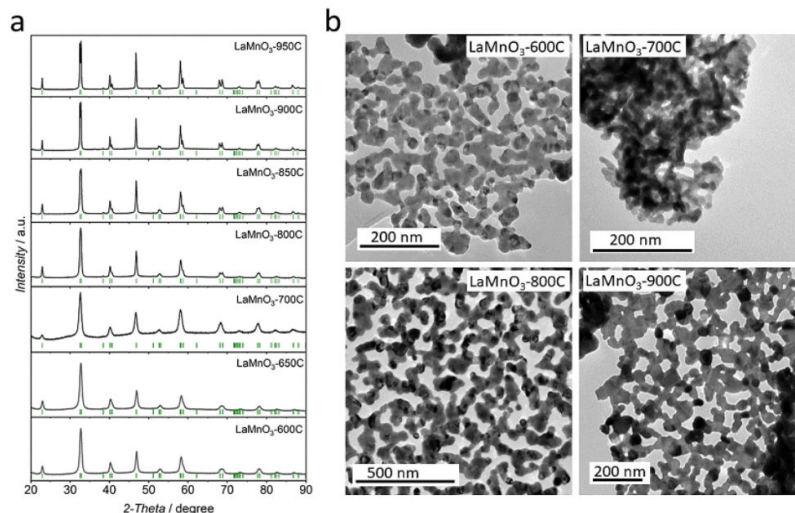 a
LaMnO₃-950C
LaMnO₃-900C
LaMnO₃-850C
LaMnO₃-800C
LaMnO₃-700C
LaMnO₃-650C
LaMnO₃-600C
Intensity / a.u.
20 30 40 50 60 70 80 90
2-Theta / degree
b
LaMnO₃-600C
200 nm
LaMnO₃-700C
200 nm
LaMnO₃-800C
500 nm
LaMnO₃-900C
200 nm